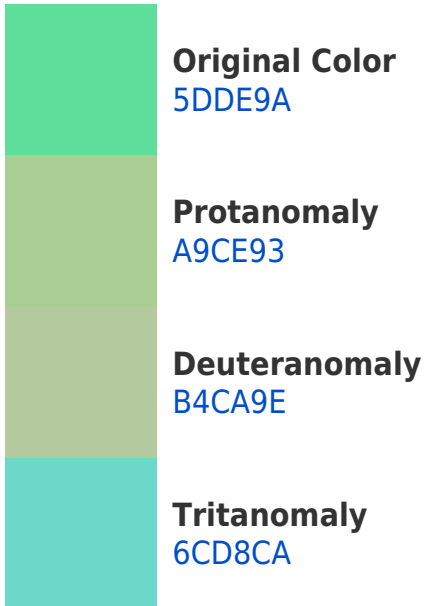 Original Color
5DDE9A
Protanomaly
A9CE93
Deuteranomaly
B4CA9E
Tritanomaly
6CD8CA